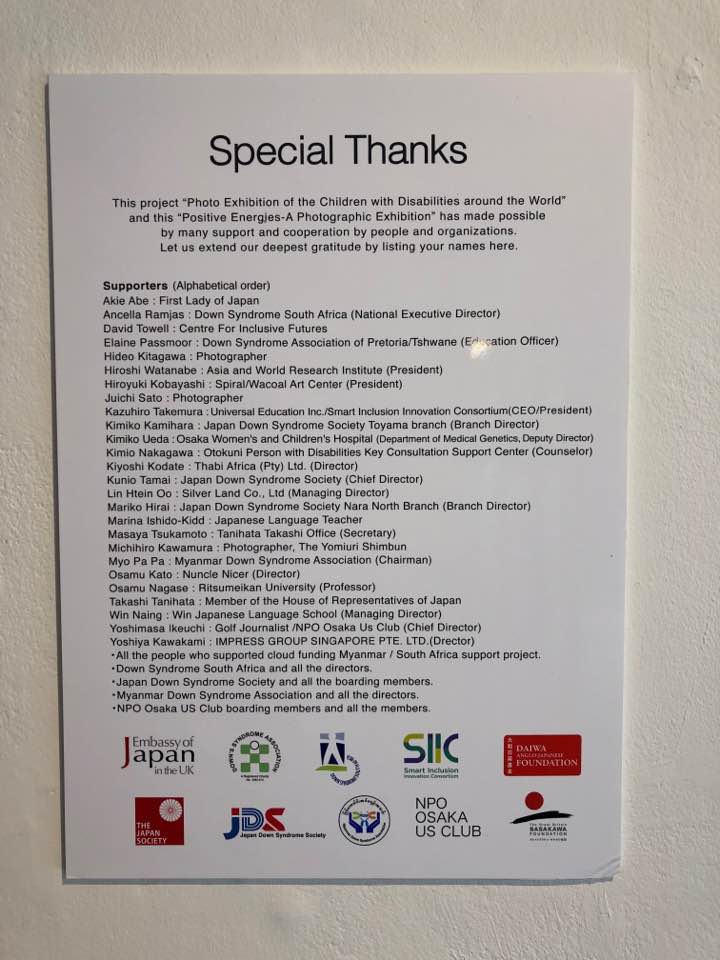 Special Thanks
This project “Photo Exhibition of the Children with Disabilities around the World”
and this “Positive Energjes-A Photographic Exhibition” has made possible
by many support and cooperation by people and organizations.
Let us extend our deepest gratitude by listing your names here.
Supporters (Alphabetical order)
Akie Abe : First Lady of Japan
Ancella Ramjas : Down Syndrome South Africa (National Executive Director)
David Towell : Centre For Inclusive Futures
Elaine Passmoor : Down Syndrome Association of Pretoria/Tshwane (Education Officer)
Hideo Kitagawa : Photographer
Hiroshi Watanabe : Asia and World Research Institute (President)
Hiroyuki Kobayashi : Spiral/Wacoal Art Center (President)
Juichi Sato : Photographer
Kazuhiro Takemura : Universal Education Inc./Smart Inclusion Innovation Consortium(CEO/President)
Kimiko Kamihara : Japan Down Syndrome Society Toyama branch (Branch Director)
Kimiko Ueda : Osaka Women's and Children's Hospital (Department of Medical Genetics, Deputy Director)
Kimio Nakagawa : Otokuni Person with Disabilities Key Consultation Support Center (Counselor)
Kiyoshi Kodate : Thabi Africa (Pty) Ltd. (Director)
Kunio Tamai : Japan Down Syndrome Society (Chief Director)
Lin Htein Oo : Silver Land Co., Ltd (Managing Director)
Mariko Hirai : Japan Down Syndrome Society Nara North Branch (Branch Director)
Marina Ishido-Kidd : Japanese Language Teacher
Masaya Tsukamoto : Tanihata Takashi Office (Secretary)
Michihiro Kawamura : Photographer, The Yomiuri Shimbun
Myo Pa Pa : Myanmar Down Syndrome Association (Chairman)
Osamu Kato : Nuncle Nicer (Director)
Osamu Nagase : Ritsumeikan University (Professor)
Takashi Tanihata : Member of the House of Representatives of Japan
Win Naing : Win Japanese Language School (Managing Director)
Yoshimasa Ikeuchi : Golf Journalist /NPO Osaka Us Club (Chief Director)
Yoshiya Kawakami : IMPRESS GROUP SINGAPORE PTE. LTD.(Drector)
・All the people who supported cloud funding Myanmar / South Africa support project.
・Down Syndrome South Africa and all the directors.
・Japan Down Syndrome Society and all the boarding members.
・Myanmar Down Syndrome Association and all the directors.
・NPO Osaka US Club boarding members and all the members.
Embassy of
Japan
in the UK
DOWN'S SYNDROME ASSOCIATION
A Registered Charity
SIIC
Smart Inclusion
Innovation Consortium
DAIWA
ANGLO-JAPANESE
FOUNDATION
THE
JAPAN
SOCIETY
JDS
Japan Down Syndrome Society
NPO
OSAKA
US CLUB
The Great Britain
SASAKAWA
FOUNDATION